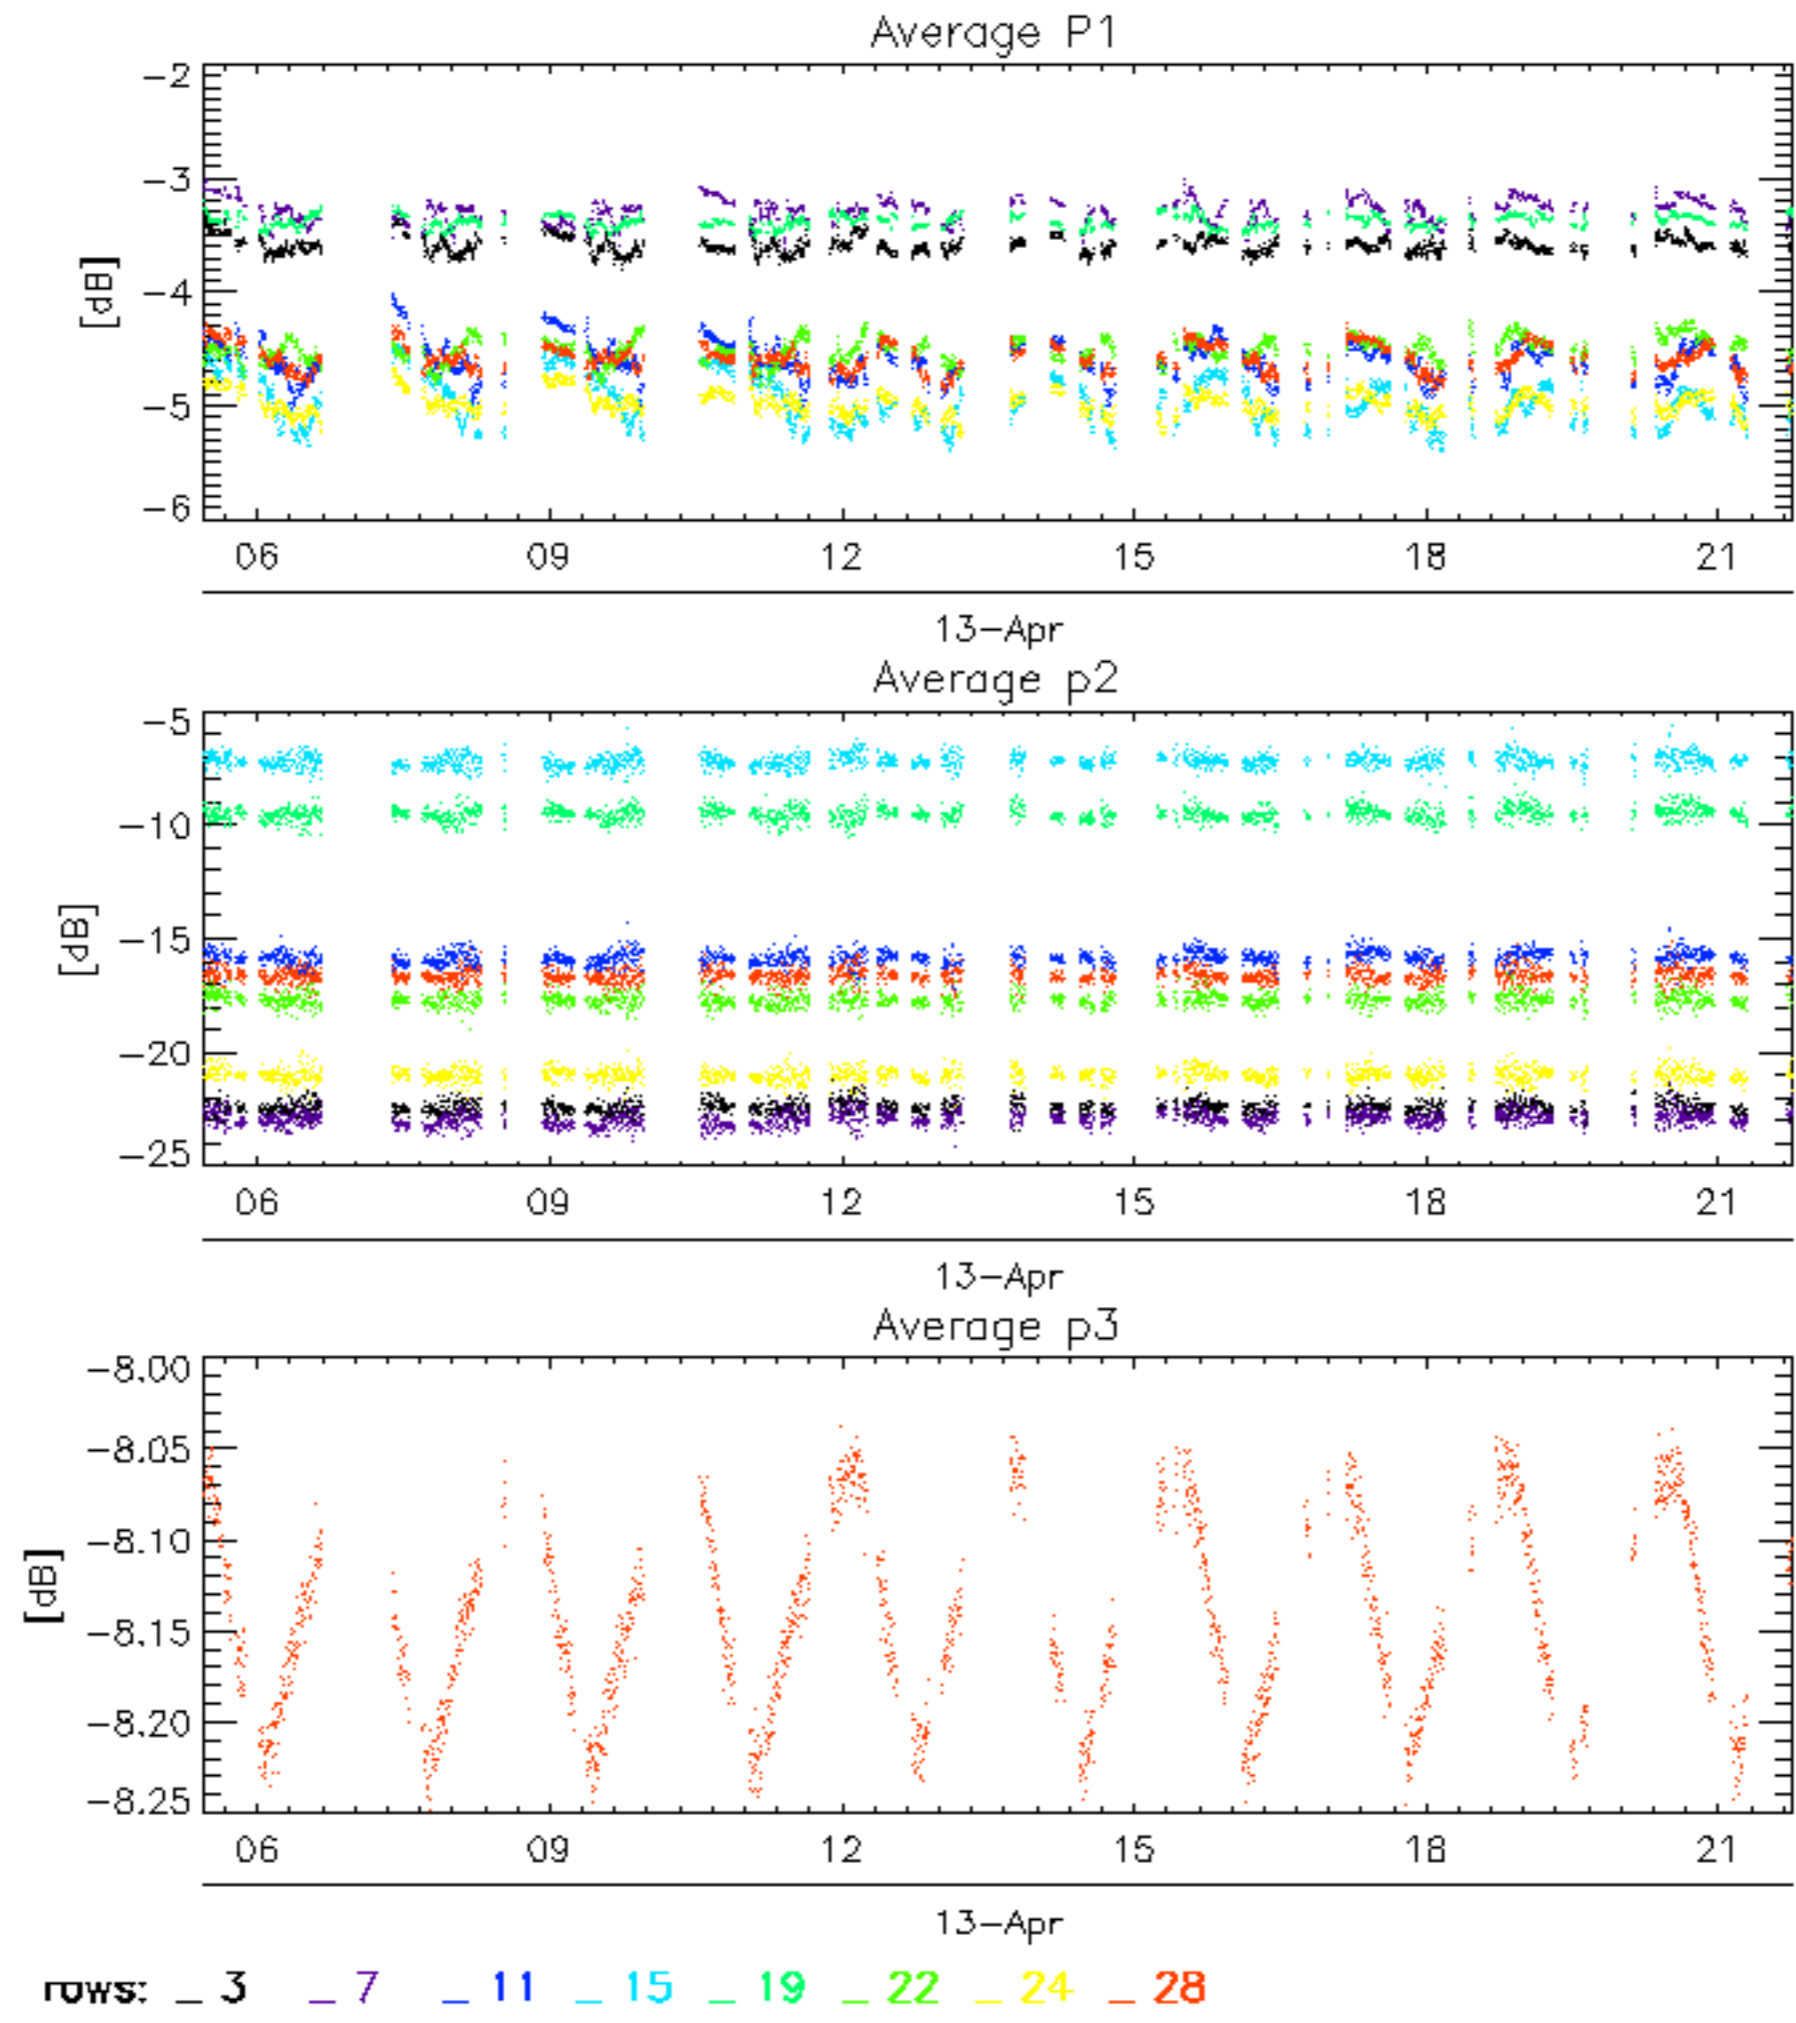 Average P1
-2
-3
-4
-5
-6
[dB]
06 09 12 15 18 21
13-Apr
Average p2
-5
-10
-15
-20
-25
[dB]
06 09 12 15 18 21
13-Apr
Average p3
-8.00
-8.05
-8.10
-8.15
-8.20
-8.25
[dB]
06 09 12 15 18 21
13-Apr
rows: _ 3 _ 7 _ 11 _ 15 _ 19 _ 22 _ 24 _ 28